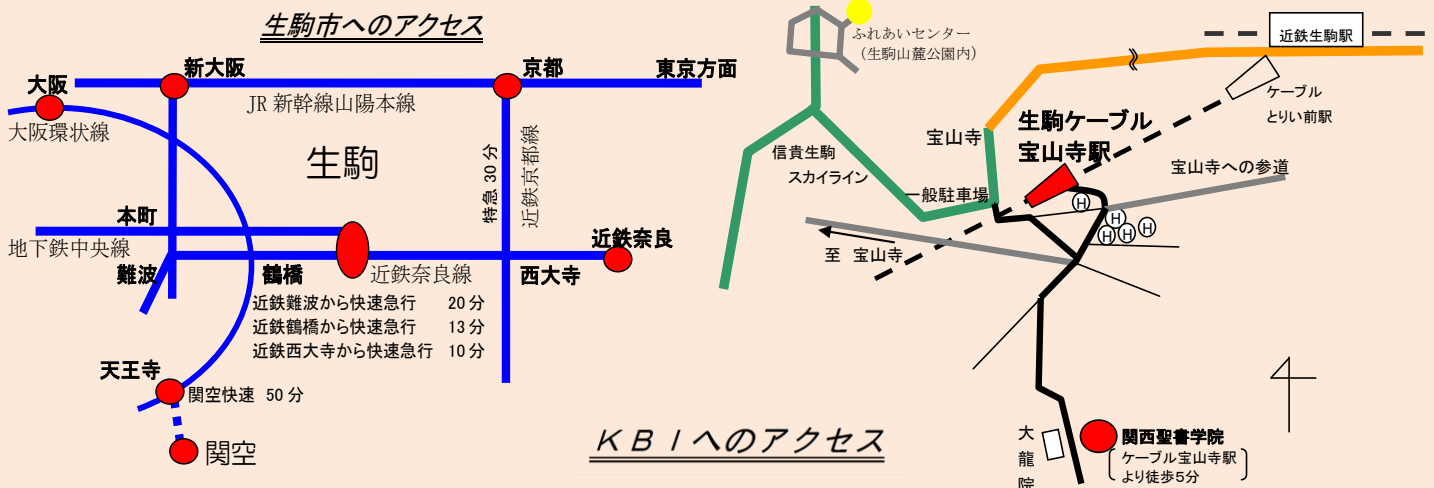 生駒市へのアクセス
大阪
新大阪
京都
東京方面
JR 新幹線山陽本線
大阪環状線
生駒
特急 30 分
近鉄京都線
本町
地下鉄中央線
近鉄奈良
難波
鶴橋
近鉄奈良線
西大寺
近鉄難波から快速急行 20 分
近鉄鶴橋から快速急行 13 分
近鉄西大寺から快速急行 10 分
天王寺
関空快速 50 分
関空
ふれあいセンター
（生駒山麓公園内）
近鉄生駒駅
ケーブル
とりい前駅
生駒ケーブル
宝山寺駅
宝山寺
信貴生駒
スカイライン
宝山寺への参道
一般駐車場
H
H
H
H
H
至 宝山寺
KBIへのアクセス
大龍院
関西聖書学院
ケーブル宝山寺駅
より徒歩5分